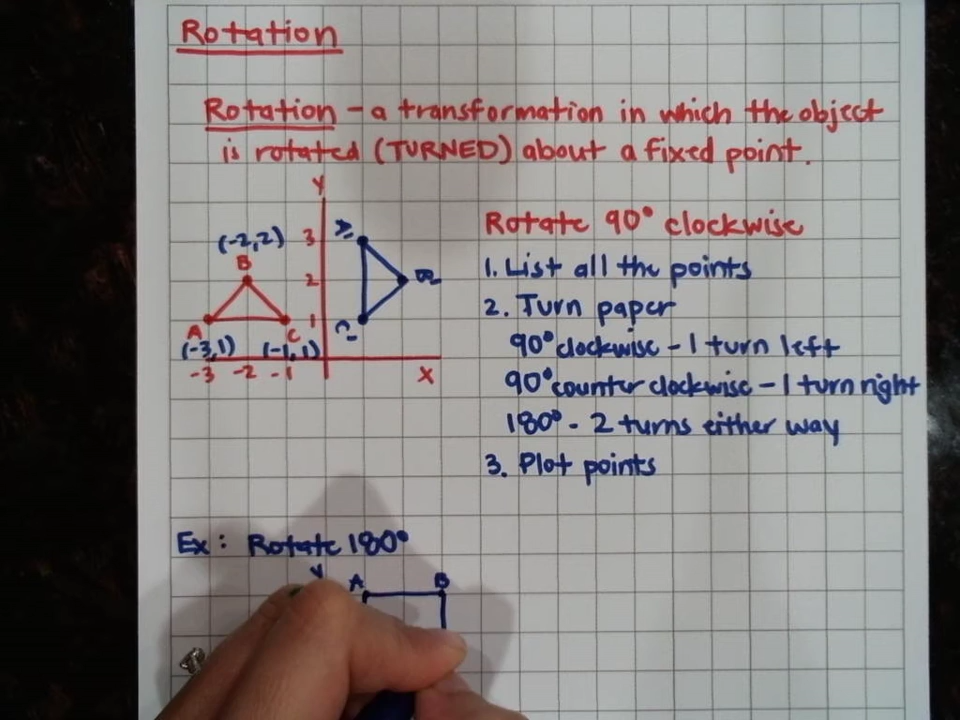 Rotation
Rotation - a transformation in which the object
is rotated (TURNED) about a fixed point.
Y
Rotate 90° clockwise
(-2,2)
3
A
1. List all the points
B
2
B
2. Turn paper
A
C
1
C
90° clockwise - 1 turn left
(-3,1)
(-1,1)
-3 -2 -1
X
90° counter clockwise - 1 turn right
180° - 2 turns either way
3. Plot points
Ex: Rotate 180°
Y
A
B